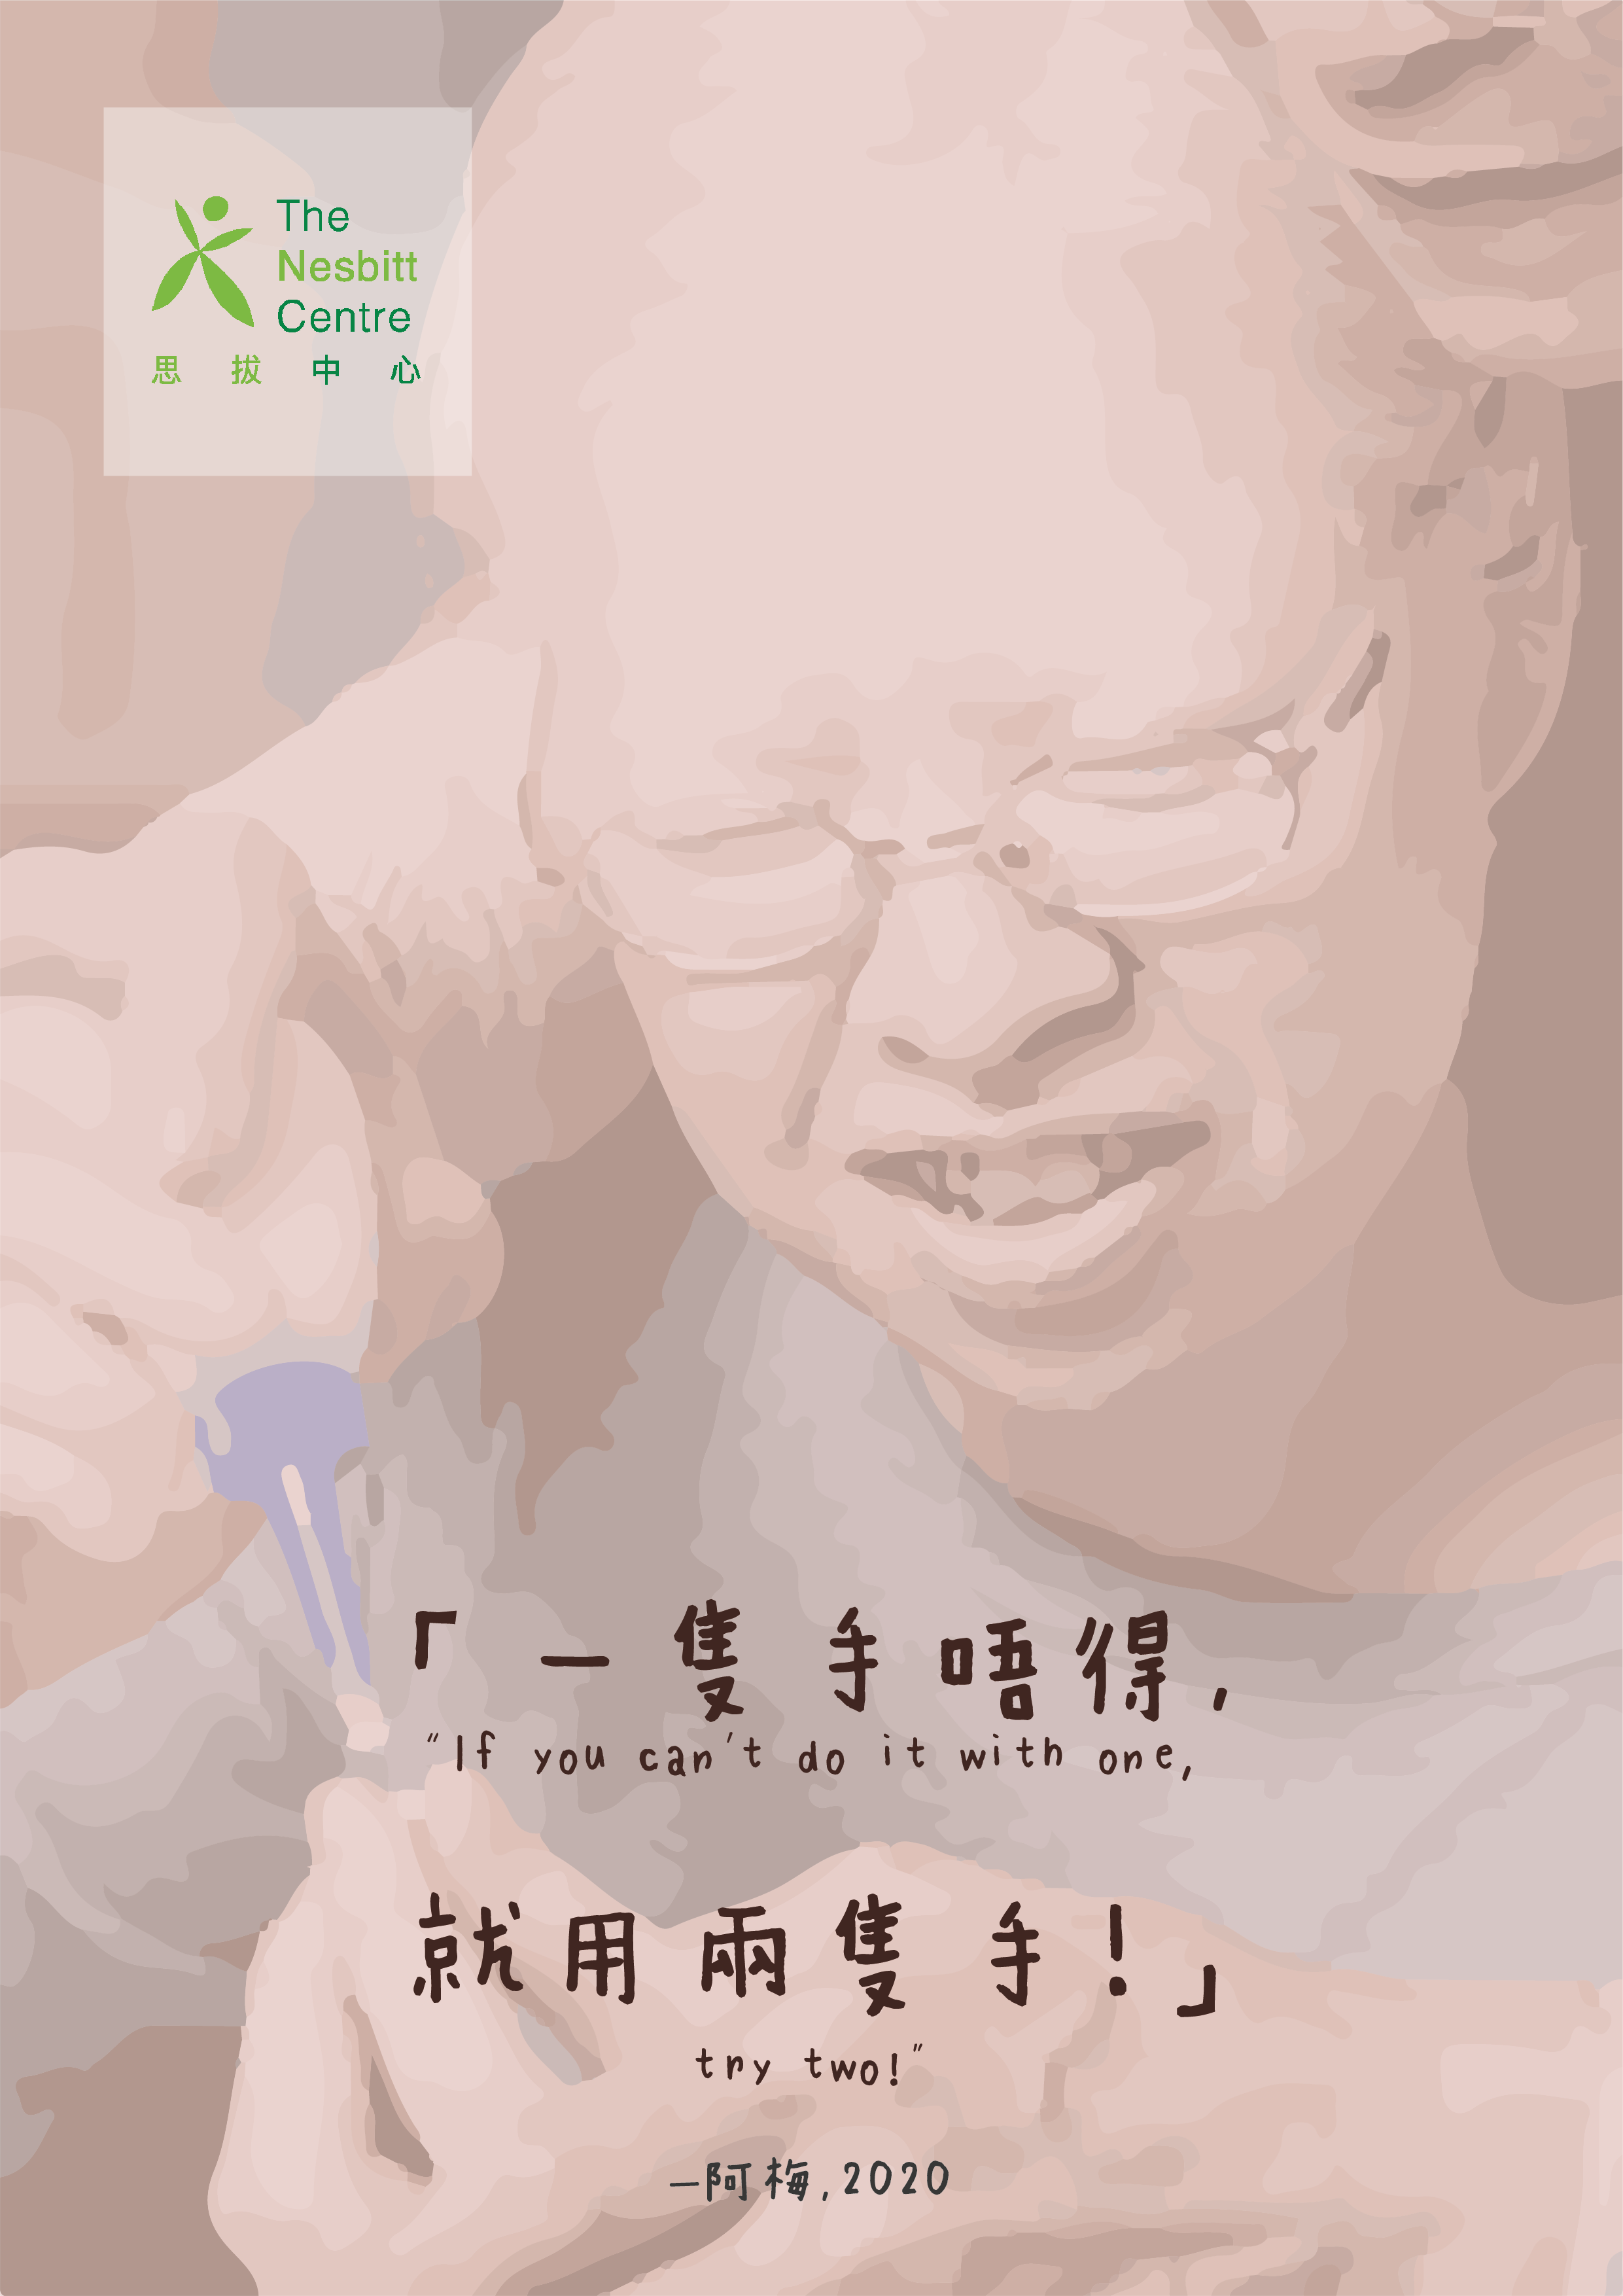 The
Nesbitt
Centre
思拔中心
「一隻手唔得,
"If you can't do it with one,
就用兩隻手!」
try two!"
—阿梅,2020